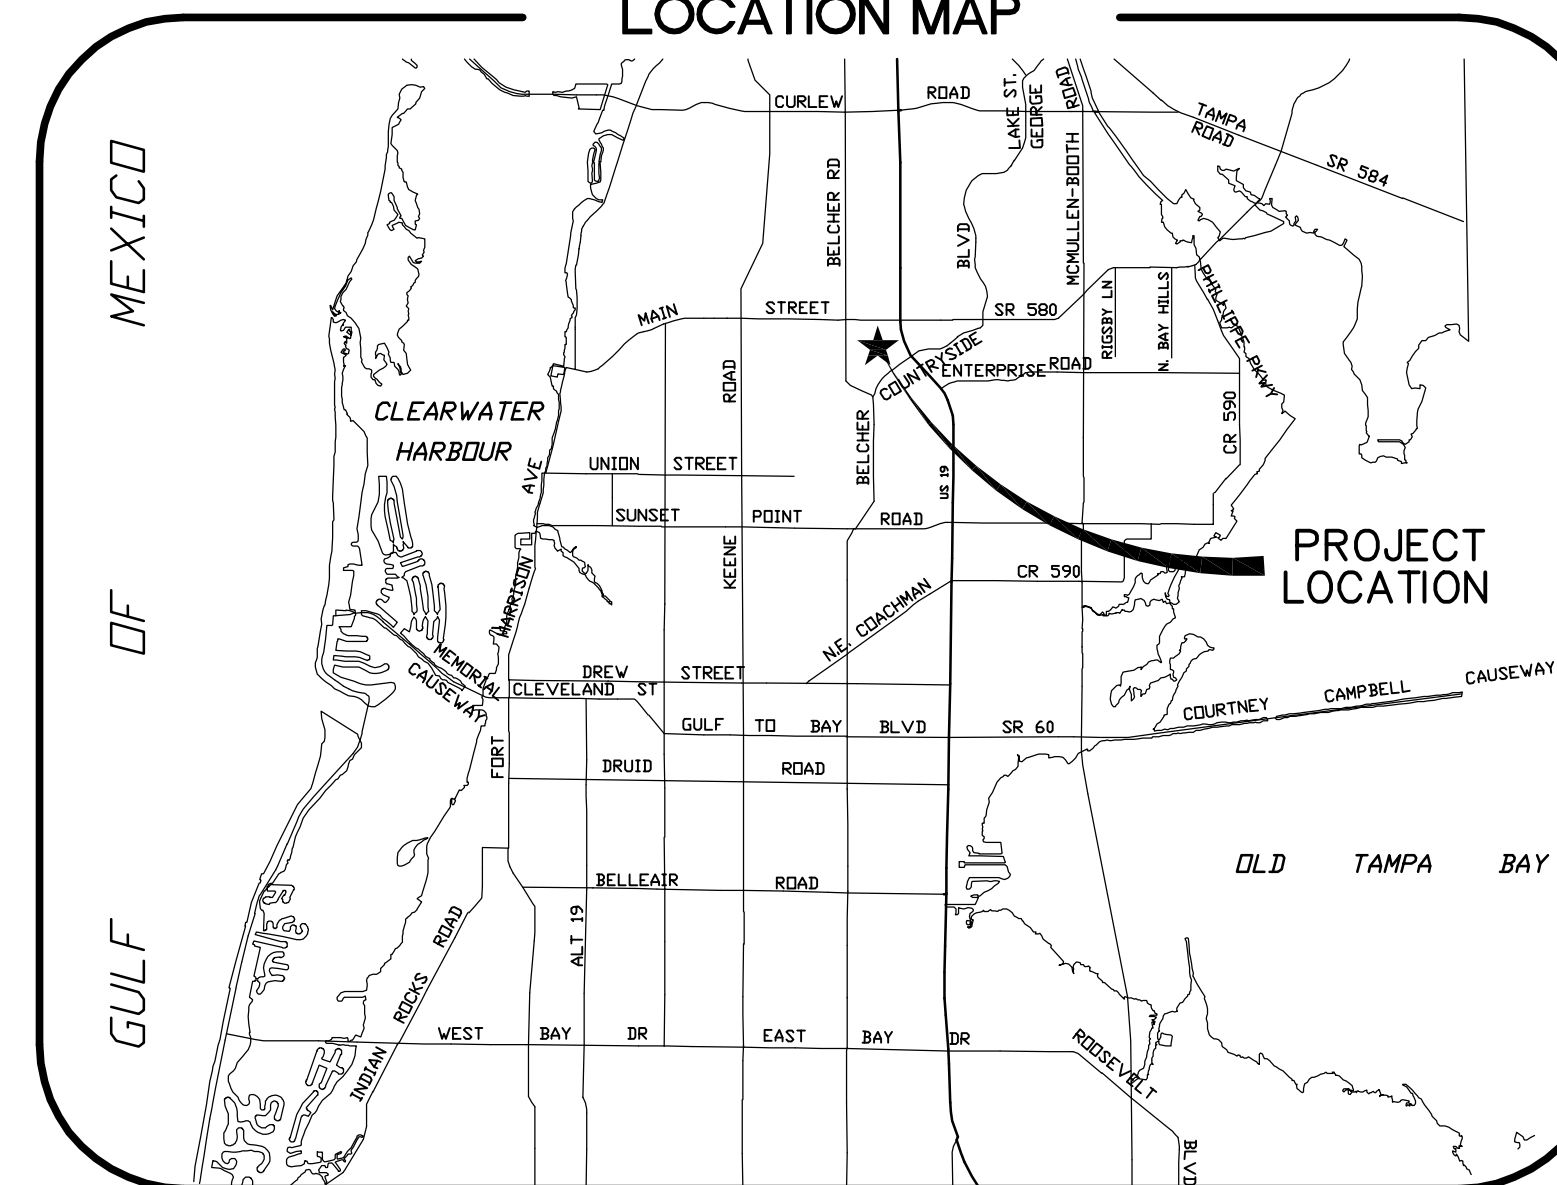 LOCATION MAP
GULF OF MEXICO
CURLEW ROAD
LAKE ST. GEORGE
BLVD
MCMULLEN-BOOTH ROAD
TAMPA ROAD
SR 584
BELCHER RD
MAIN STREET SR 580
RIGSBY LN
N. BAY HILLS
PHILLIPPE PKWY
COUNTRYSIDE
ENTERPRISE ROAD
CLEARWATER
HARBOUR
KEENE ROAD
BELCHER
CR 590
UNION STREET
US 19
SUNSET POINT ROAD
PROJECT
LOCATION
CR 590
N.E. COACHMAN
FORT HARRISON AVE
MEMORIAL
CAUSEWAY
DREW STREET
CLEVELAND ST
GULF TO BAY BLVD SR 60
COURTNEY CAMPBELL CAUSEWAY
DRUID ROAD
OLD TAMPA BAY
BELLEAIR ROAD
ALT 19
INDIAN ROCKS ROAD
WEST BAY DR EAST BAY DR
ROOSEVOLT BLVD